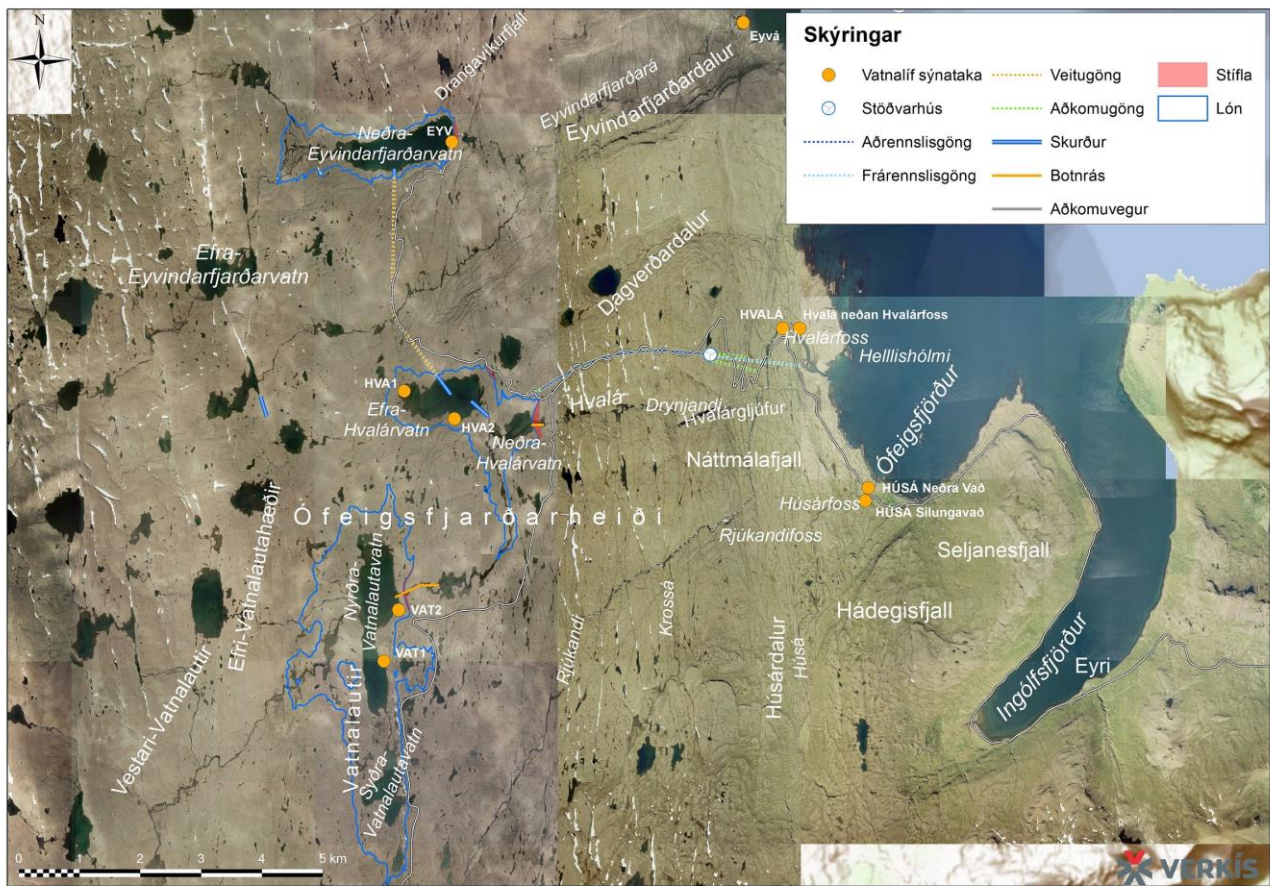 N
Skýringar
Vatnalíf sýnataka
Stöðvarhús
Aðrennslisgöng
Frárennslisgöng
Veitugöng
Aðkomugöng
Skurður
Botnrás
Aðkomuvegur
Stífla
Lón
Eyvá
Drangavíkurfjall
Eyvindarfjarðará
Eyvindarfjarðardalur
EYV
Neðra-
Eyvindarfjarðarvatn
Efra-
Eyvindarfjarðarvatn
Dagverðardalur
HVALÁ
Hvalá neðan Hvalárfoss
Hvalárfoss
Helllishólmi
HVA1
Efra-
Hvalárvatn
HVA2
Neðra-
Hvalárvatn
Hvalá-
Drynjandi
Hvalárgljúfur
Náttmálafjall
Ófeigsfjörður
HÚSÁ Neðra Vað
HÚSÁ Silungavað
Húsárfoss
Ófeigsfjarðarheiði
Rjúkandifoss
Seljanesfjall
Hádegisfjall
Nyrðra-
Vatnalautavatn
VAT2
VAT1
Efri-Vatnalautahæðir
Vestari-Vatnalautir
Vatnalautir
Syðra-
Vatnalautavatn
Rjúkandi
Krossá
Húsárdalur
Húsá
Ingólfsfjörður
Eyri
0 1 2 3 4 5 km
VERKÍS